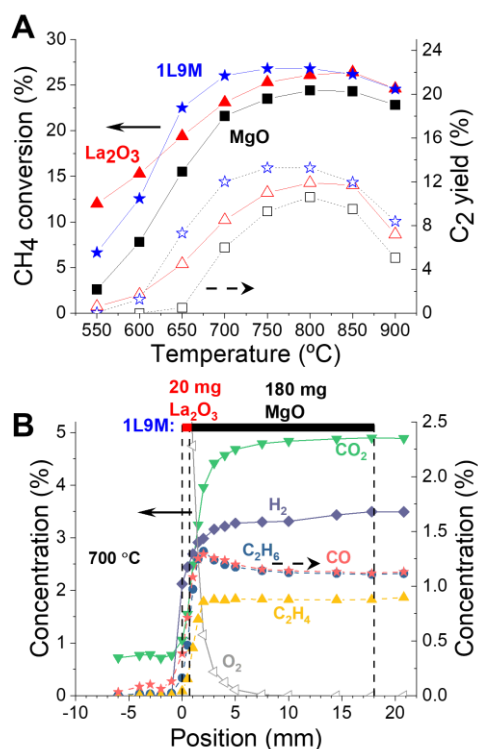 A
CH4 conversion (%)
30
25
20
15
10
5
0
1L9M
La2O3
MgO
24
20
16
12
8
4
0
C2 yield (%)
550 600 650 700 750 800 850 900
Temperature (ºC)
20 mg
La2O3
180 mg
MgO
B
1L9M:
Concentration (%)
5
4
3
2
1
0
CO2
H2
C2H6
CO
C2H4
O2
700 °C
2.5
2.0
1.5
1.0
0.5
0.0
Concentration (%)
-10 -5 0 5 10 15 20
Position (mm)